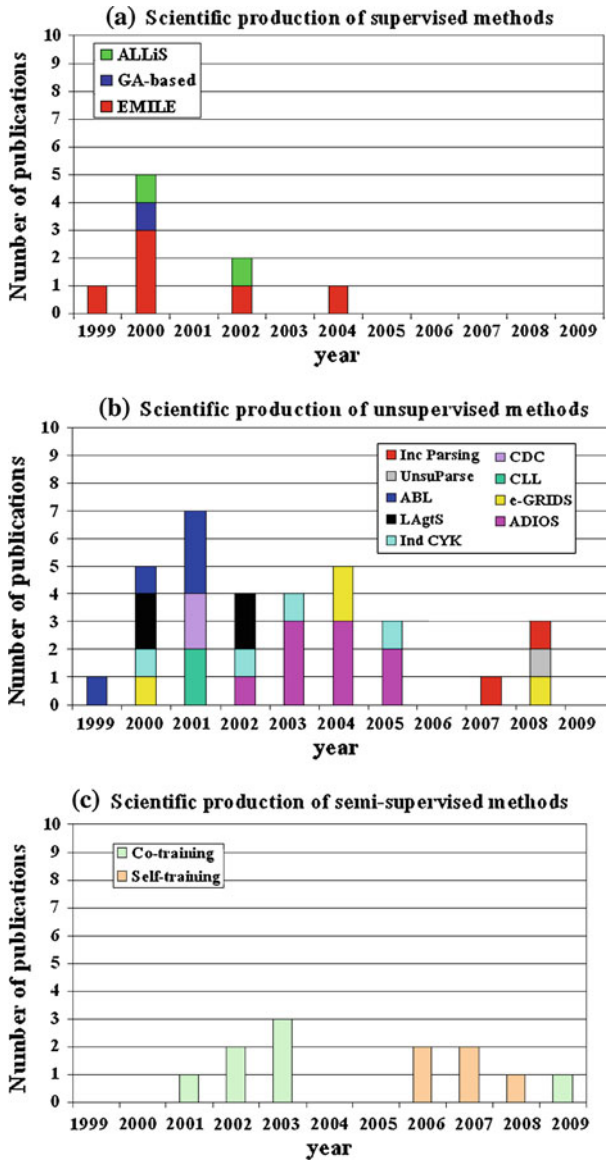 (a) Scientific production of supervised methods
Number of publications
10
9
8
7
6
5
4
3
2
1
0
ALLiS
GA-based
EMILE
1999 2000 2001 2002 2003 2004 2005 2006 2007 2008 2009
year
(b) Scientific production of unsupervised methods
Number of publications
10
9
8
7
6
5
4
3
2
1
0
Inc Parsing
UnsuParse
ABL
LAgtS
Ind CYK
CDC
CLL
e-GRIDS
ADIOS
1999 2000 2001 2002 2003 2004 2005 2006 2007 2008 2009
year
(c) Scientific production of semi-supervised methods
Number of publications
10
9
8
7
6
5
4
3
2
1
0
Co-training
Self-training
1999 2000 2001 2002 2003 2004 2005 2006 2007 2008 2009
year